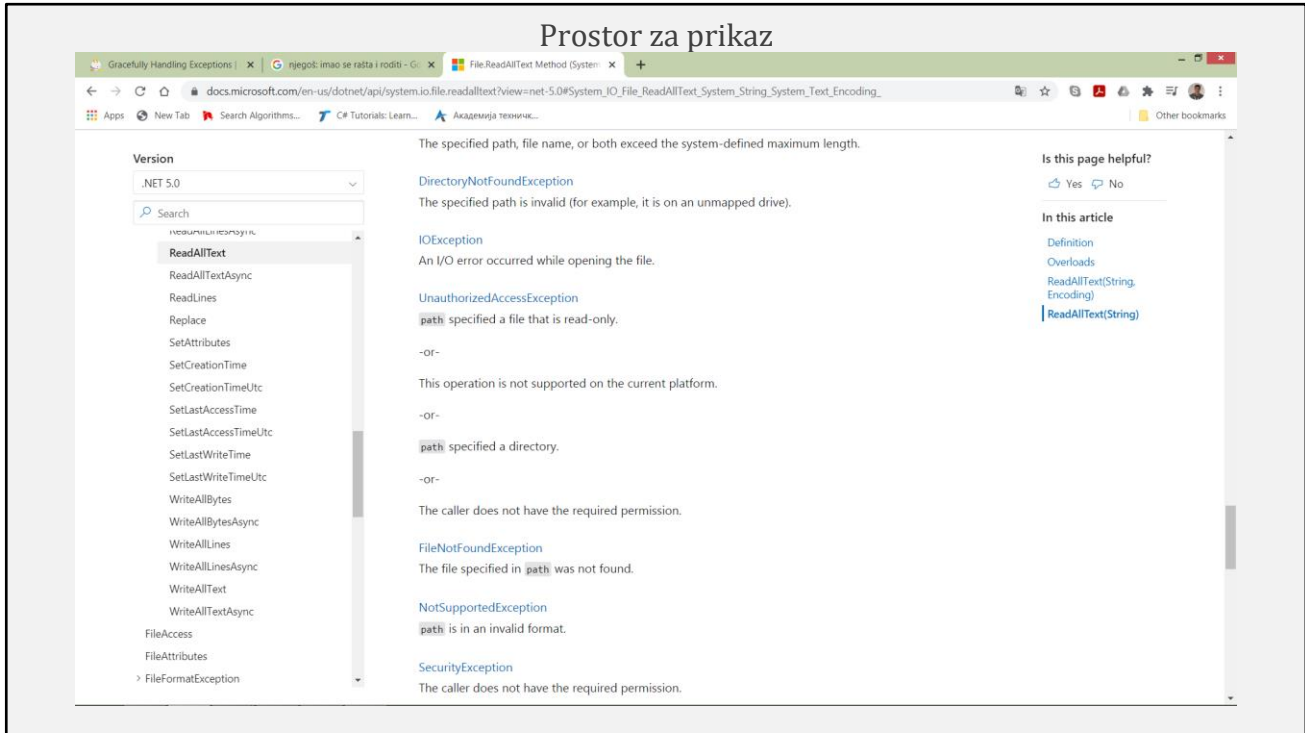 Prostor za prikaz
Gracefully Handling Exceptions |
njegoš: imao se rašta i roditi - Go
File.ReadAllText Method (System
docs.microsoft.com/en-us/dotnet/api/system.io.file.readalltext?view=net-5.0#System_IO_File_ReadAllText_System_String_System_Text_Encoding_
Apps
New Tab
Search Algorithms...
C# Tutorials: Learn...
Академија техничк...
Other bookmarks
Version
.NET 5.0
Search
ReadAllLinesAsync
ReadAllText
ReadAllTextAsync
ReadLines
Replace
SetAttributes
SetCreationTime
SetCreationTimeUtc
SetLastAccessTime
SetLastAccessTimeUtc
SetLastWriteTime
SetLastWriteTimeUtc
WriteAllBytes
WriteAllBytesAsync
WriteAllLines
WriteAllLinesAsync
WriteAllText
WriteAllTextAsync
FileAccess
FileAttributes
FileFormatException
The specified path, file name, or both exceed the system-defined maximum length.
DirectoryNotFoundException
The specified path is invalid (for example, it is on an unmapped drive).
IOException
An I/O error occurred while opening the file.
UnauthorizedAccessException
path specified a file that is read-only.
-or-
This operation is not supported on the current platform.
-or-
path specified a directory.
-or-
The caller does not have the required permission.
FileNotFoundException
The file specified in path was not found.
NotSupportedException
path is in an invalid format.
SecurityException
The caller does not have the required permission.
Is this page helpful?
Yes No
In this article
Definition
Overloads
ReadAllText(String,
Encoding)
ReadAllText(String)